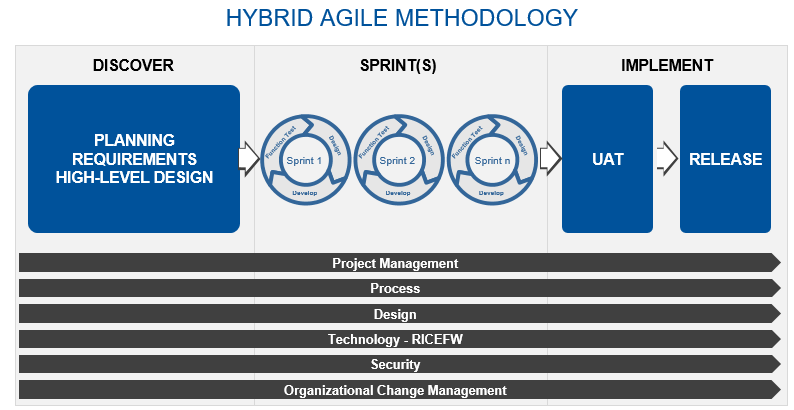 HYBRID AGILE METHODOLOGY
DISCOVER
SPRINT(S)
IMPLEMENT
PLANNING
REQUIREMENTS
HIGH-LEVEL DESIGN
Function Test
Design
Sprint 1
Develop
Function Test
Design
Sprint 2
Develop
Function Test
Design
Sprint n
Develop
UAT
RELEASE
Project Management
Process
Design
Technology - RICEFW
Security
Organizational Change Management